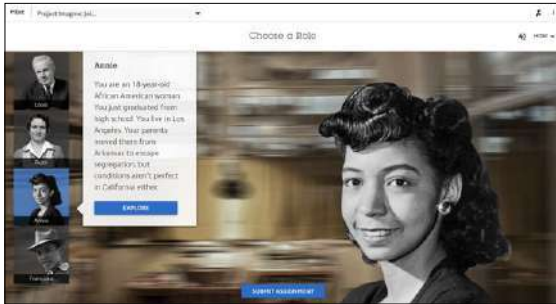 Pilot Project Imagine: Joi...
Choose a Role
MORE
Annie
You are an 18-year-old
African American woman.
You just graduated from
high school. You live in Los
Angeles. Your parents
moved there from
Arkansas to escape
segregation, but
conditions aren't perfect
in California either.
EXPLORE
Annie
SUBMIT ASSIGNMENT